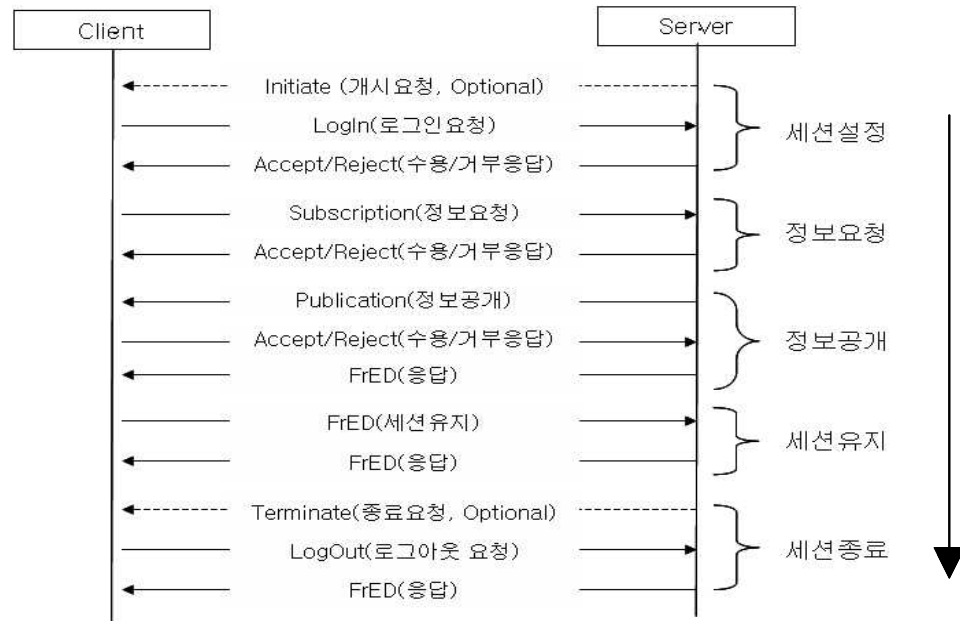 Client
Server
Initiate (개시요청, Optional)
LogIn(로그인요청)
Accept/Reject(수용/거부응답)
세션설정
Subscription(정보요청)
Accept/Reject(수용/거부응답)
정보요청
Publication(정보공개)
Accept/Reject(수용/거부응답)
FrED(응답)
정보공개
FrED(세션유지)
FrED(응답)
세션유지
Terminate(종료요청, Optional)
LogOut(로그아웃 요청)
FrED(응답)
세션종료